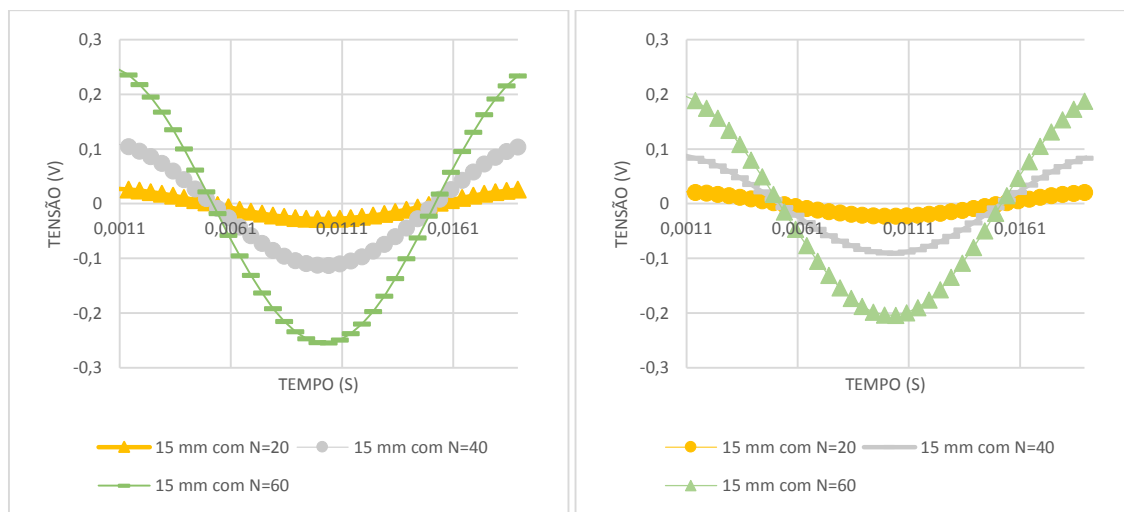 0,3
0,2
0,1
0
-0,1
-0,2
-0,3
0,0011 0,0061 0,0111 0,0161
TENSÃO (V)
TEMPO (S)
15 mm com N=20 15 mm com N=40
15 mm com N=60
0,3
0,2
0,1
0
-0,1
-0,2
-0,3
0,0011 0,0061 0,0111 0,0161
TENSÃO (V)
TEMPO (S)
15 mm com N=20 15 mm com N=40
15 mm com N=60